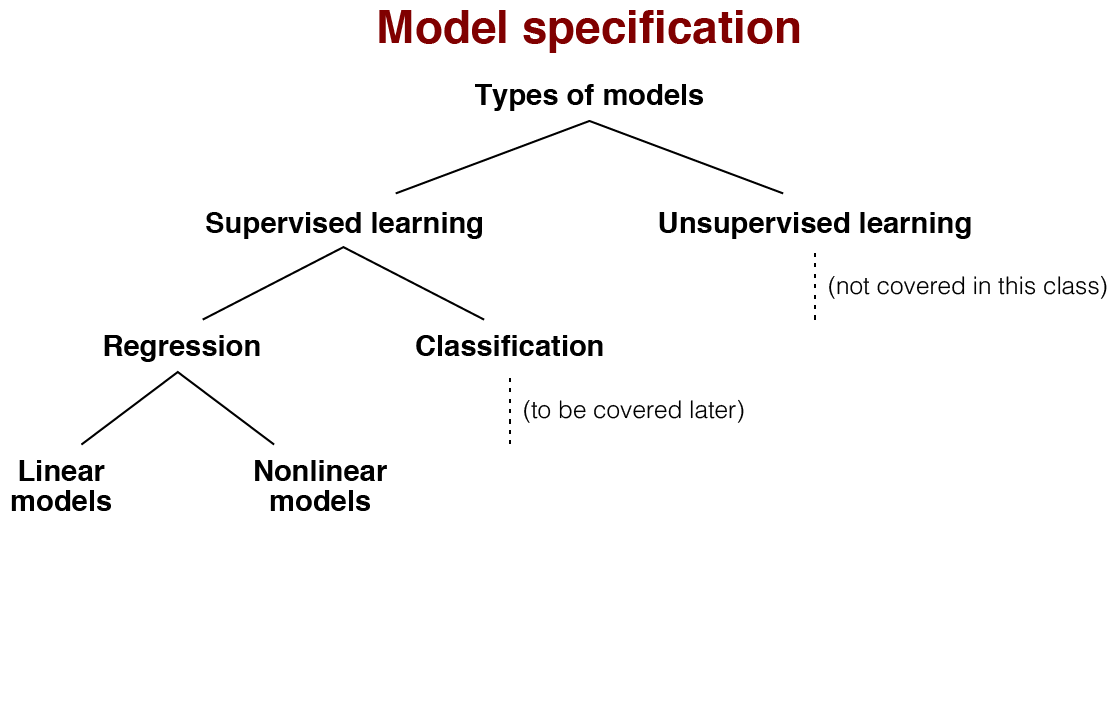 Model specification
Types of models
Supervised learning
Unsupervised learning
(not covered in this class)
Regression
Classification
(to be covered later)
Linear
models
Nonlinear
models